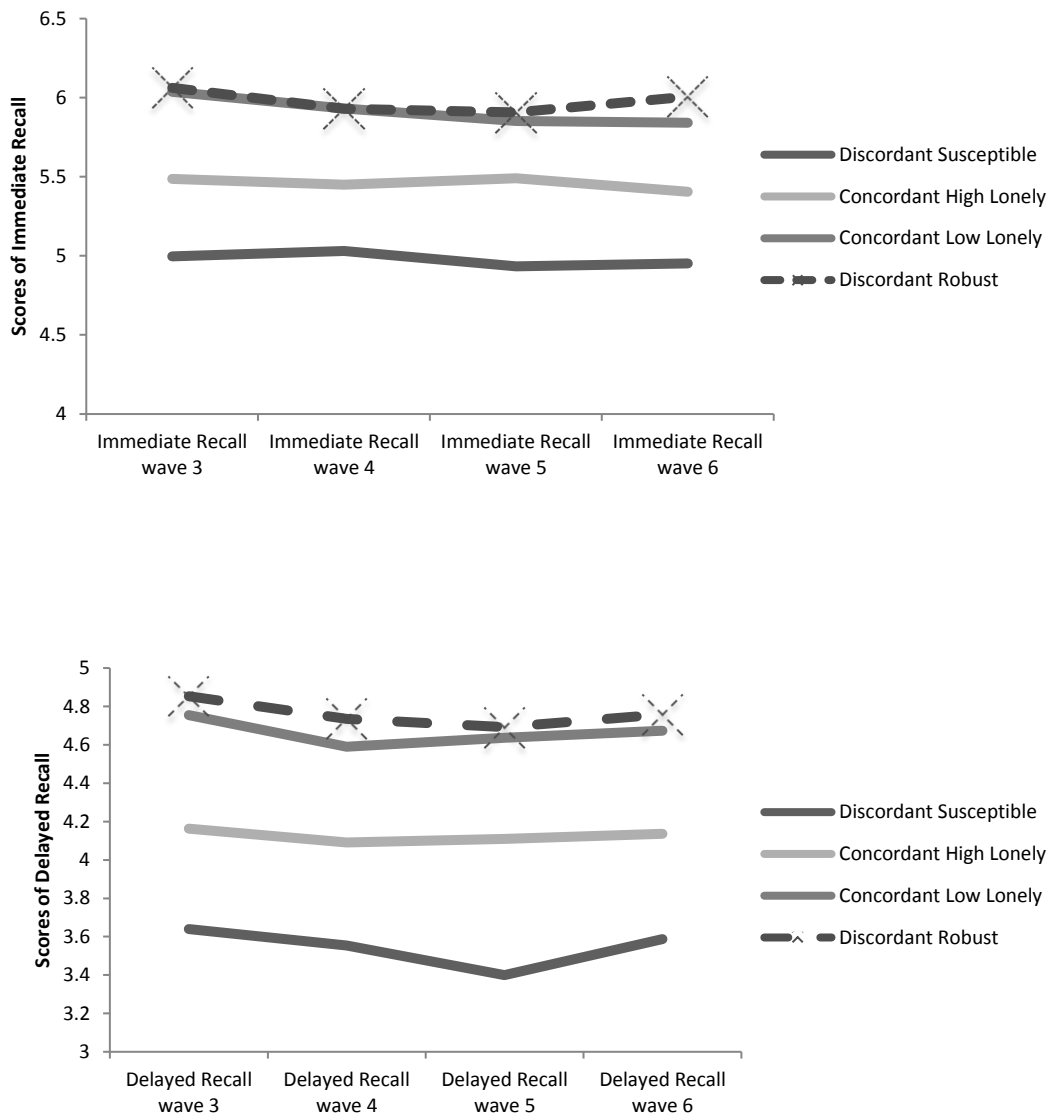 6.5
6
5.5
5
4.5
4
Scores of Immediate Recall
Immediate Recall
wave 3
Immediate Recall
wave 4
Immediate Recall
wave 5
Immediate Recall
wave 6
Discordant Susceptible
Concordant High Lonely
Concordant Low Lonely
Discordant Robust
5
4.8
4.6
4.4
4.2
4
3.8
3.6
3.4
3.2
3
Scores of Delayed Recall
Delayed Recall
wave 3
Delayed Recall
wave 4
Delayed Recall
wave 5
Delayed Recall
wave 6
Discordant Susceptible
Concordant High Lonely
Concordant Low Lonely
Discordant Robust